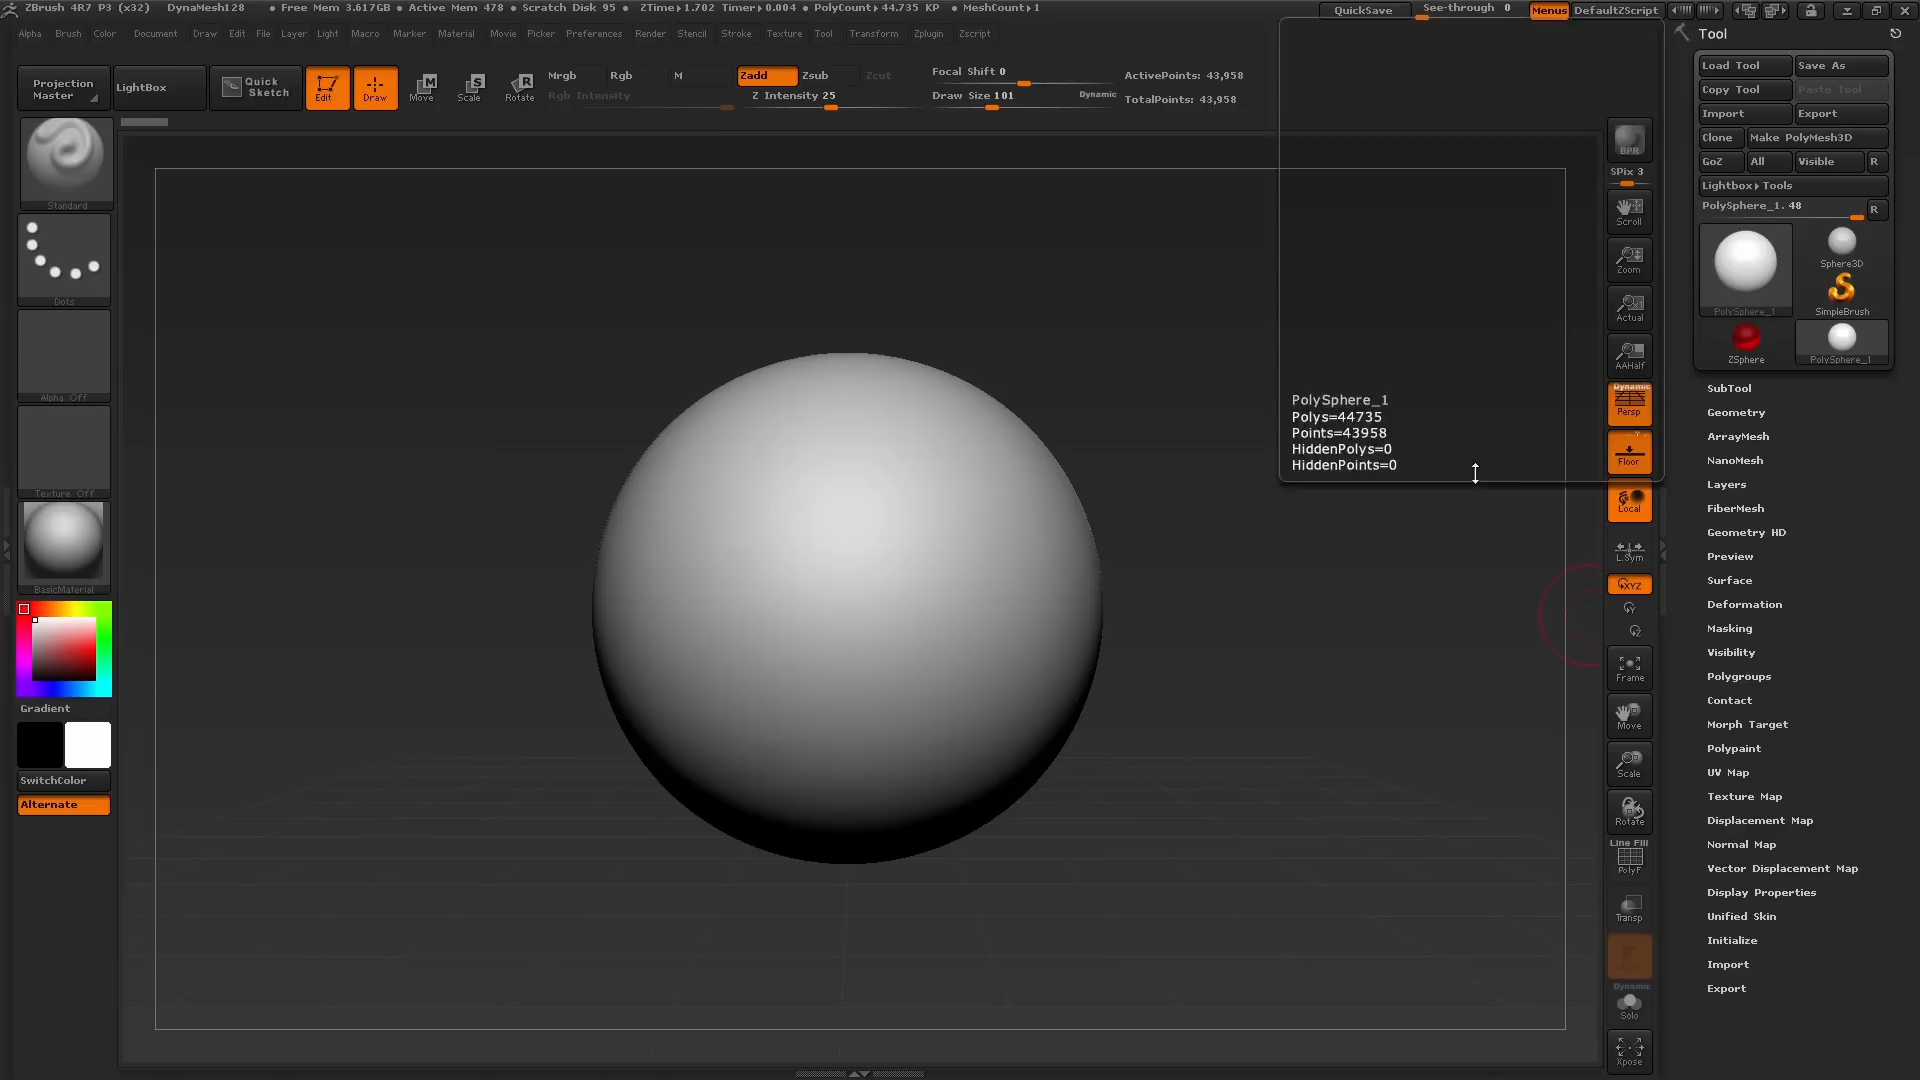 ZBrush 4R7 P3 (x32) DynaMesh128 • Free Mem 3.617GB • Active Mem 478 • Scratch Disk 95 • ZTime▸1.702 Timer▸0.004 • PolyCount▸44.735 KP • MeshCount▸1
QuickSave See-through 0 Menus DefaultZScript
Alpha Brush Color Document Draw Edit File Layer Light Macro Marker Material Movie Picker Preferences Render Stencil Stroke Texture Tool Transform Zplugin Zscript
Tool
Projection Master
LightBox
Quick Sketch
Edit
Draw
Move
Scale
Rotate
Mrgb Rgb M Zadd Zsub Zcut
Rgb Intensity Z Intensity 25
Focal Shift 0
Draw Size 101 Dynamic
ActivePoints: 43,958
TotalPoints: 43,958
Load Tool Save As
Copy Tool Paste Tool
Import Export
Clone Make PolyMesh3D
GoZ All Visible R
Lightbox▸Tools
PolySphere_1. 48 R
PolySphere_1
Sphere3D
SimpleBrush
ZSphere
PolySphere_1
Standard
Dots
Alpha Off
Texture Off
BasicMaterial
Gradient
SwitchColor
Alternate
PolySphere_1
Polys=44735
Points=43958
HiddenPolys=0
HiddenPoints=0
BPR
SPix 3
Scroll
Zoom
Actual
AAHalf
Dynamic
Persp
Floor
Local
L.Sym
XYZ
Y
Z
Frame
Move
Scale
Rotate
Line Fill
PolyF
Transp
Dynamic
Solo
Xpose
SubTool
Geometry
ArrayMesh
NanoMesh
Layers
FiberMesh
Geometry HD
Preview
Surface
Deformation
Masking
Visibility
Polygroups
Contact
Morph Target
Polypaint
UV Map
Texture Map
Displacement Map
Normal Map
Vector Displacement Map
Display Properties
Unified Skin
Initialize
Import
Export